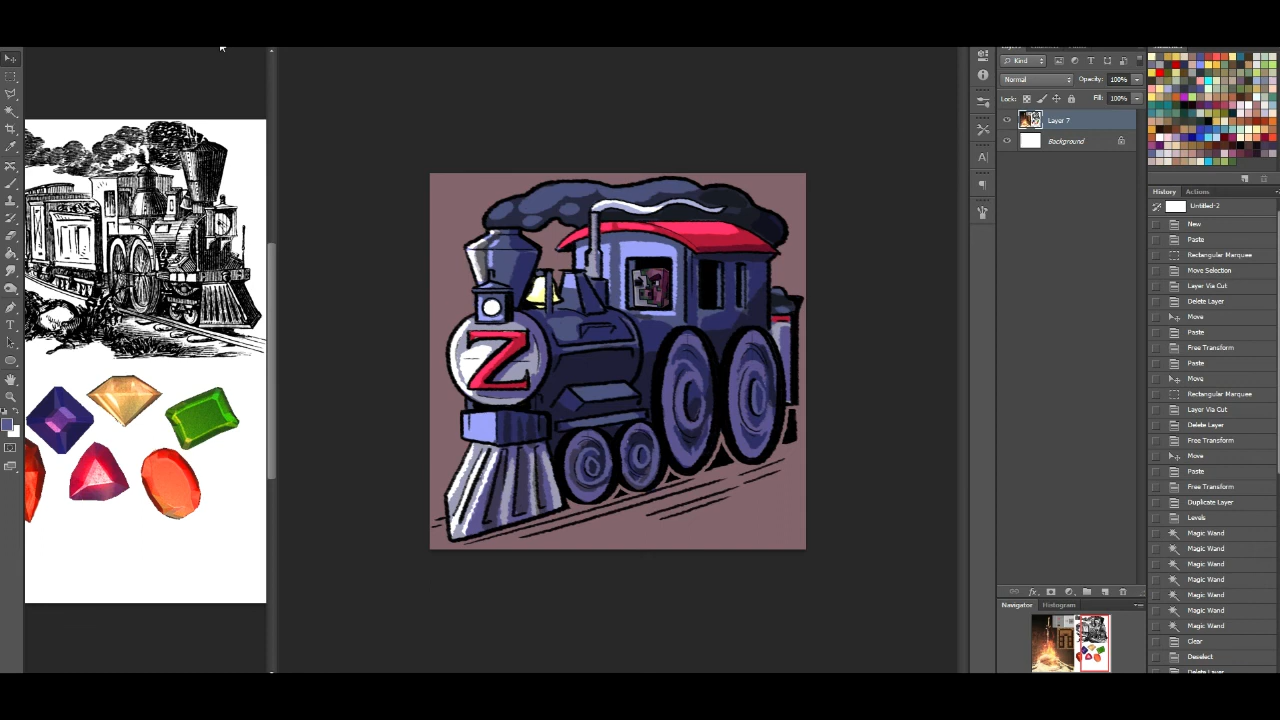 Kind
Normal
Opacity: 100%
Lock:
Fill: 100%
Layer 7
Background
fx
Navigator
Histogram
History
Actions
Untitled-2
New
Paste
Rectangular Marquee
Move Selection
Layer Via Cut
Delete Layer
Move
Paste
Free Transform
Paste
Move
Rectangular Marquee
Layer Via Cut
Delete Layer
Free Transform
Move
Paste
Free Transform
Duplicate Layer
Levels
Magic Wand
Magic Wand
Magic Wand
Magic Wand
Magic Wand
Magic Wand
Magic Wand
Clear
Deselect
Delete Layer
Z